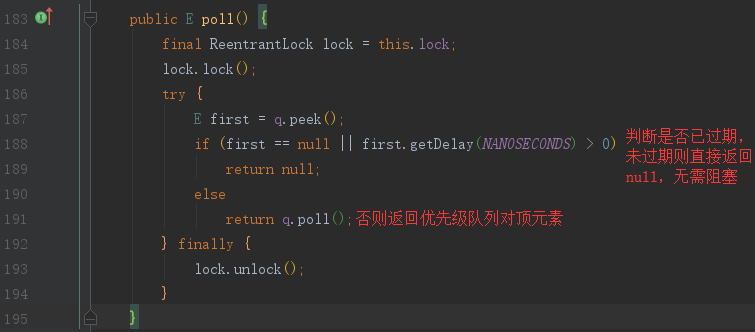 183 public E poll() {
184 final ReentrantLock lock = this.lock;
185 lock.lock();
186 try {
187 E first = q.peek();
188 if (first == null || first.getDelay(NANOSECONDS) > 0) 判断是否已过期，
未过期则直接返回
189 return null; null，无需阻塞
190 else
191 return q.poll(); 否则返回优先级队列对顶元素
192 } finally {
193 lock.unlock();
194 }
195 }